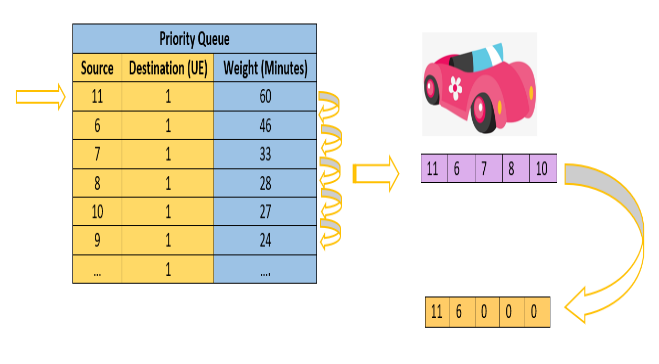 Priority Queue
Source Destination (UE) Weight (Minutes)
11 1 60
6 1 46
7 1 33
8 1 28
10 1 27
9 1 24
... 1 ....
11 6 7 8 10
11 6 0 0 0